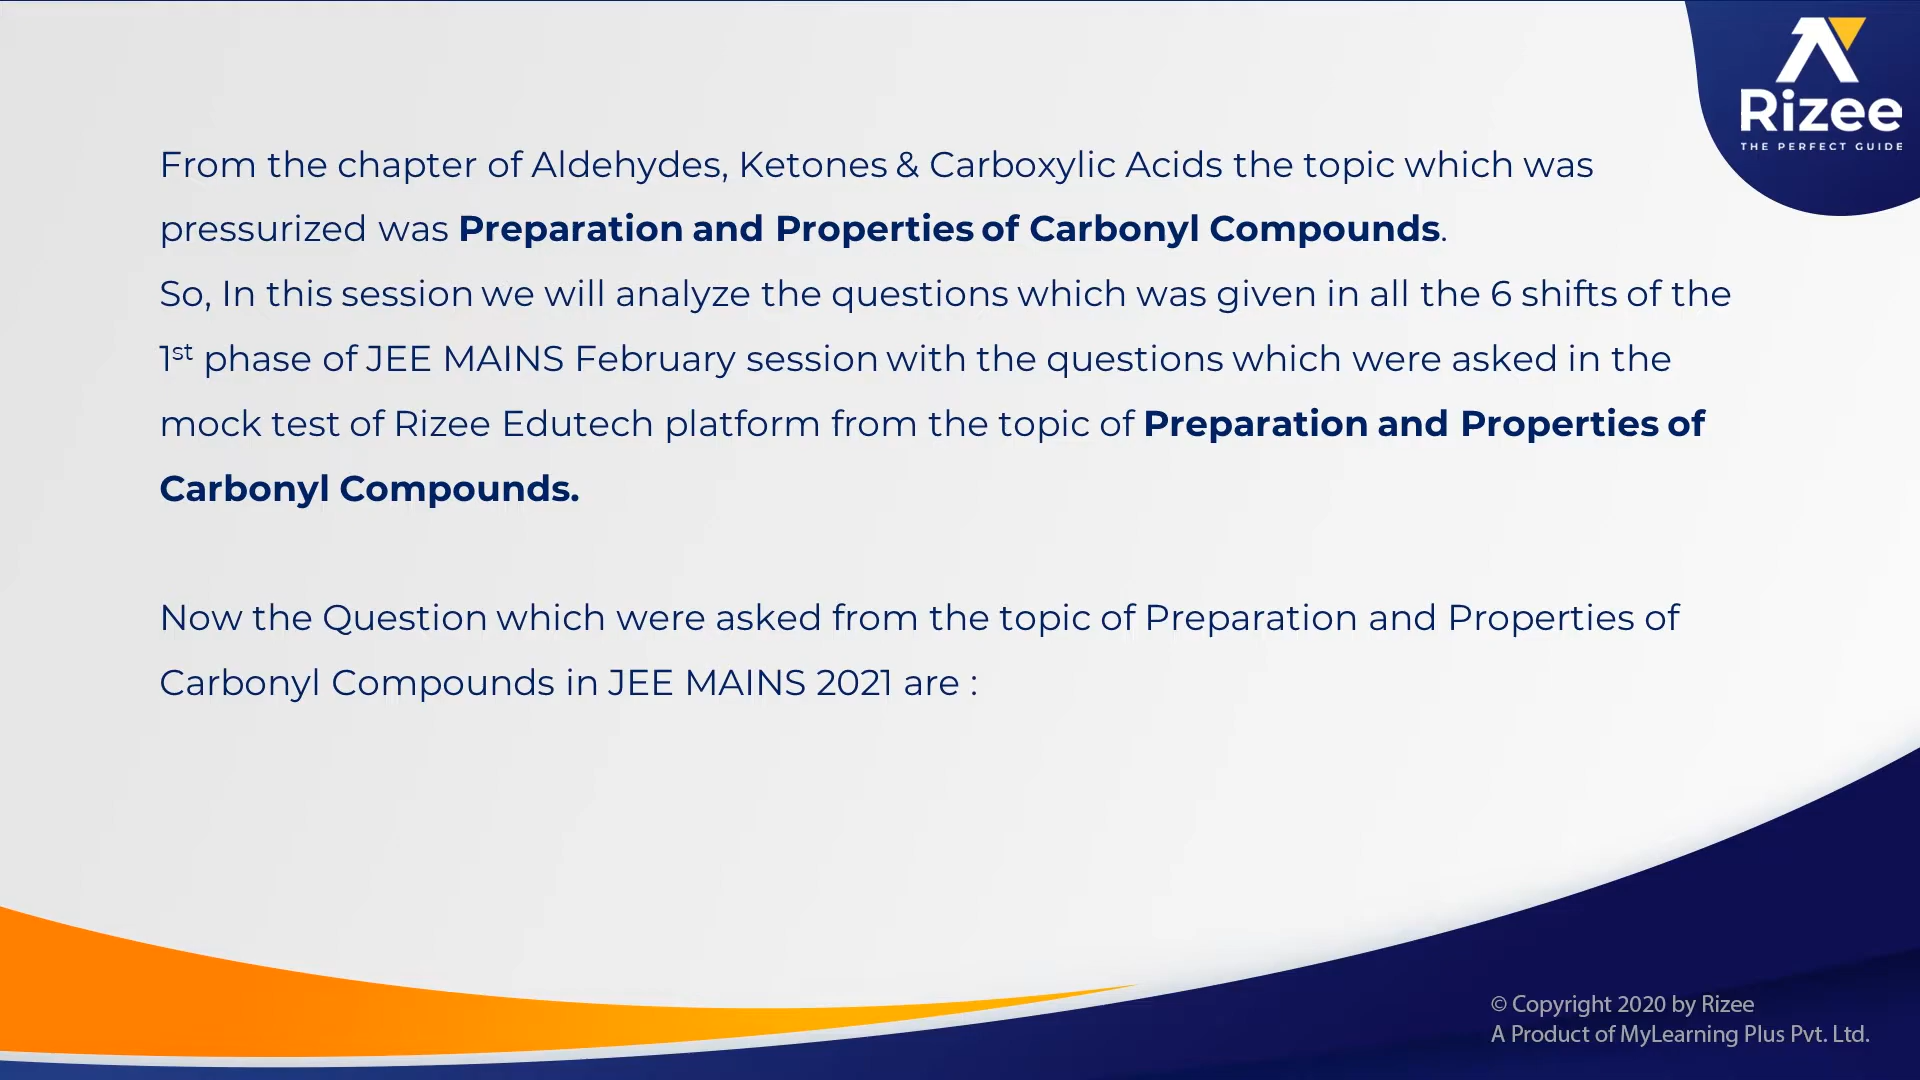 Rizee
THE PERFECT GUIDE
From the chapter of Aldehydes, Ketones & Carboxylic Acids the topic which was
pressurized was Preparation and Properties of Carbonyl Compounds.
So, In this session we will analyze the questions which was given in all the 6 shifts of the
1st phase of JEE MAINS February session with the questions which were asked in the
mock test of Rizee Edutech platform from the topic of Preparation and Properties of
Carbonyl Compounds.
Now the Question which were asked from the topic of Preparation and Properties of
Carbonyl Compounds in JEE MAINS 2021 are :
© Copyright 2020 by Rizee
A Product of MyLearning Plus Pvt. Ltd.